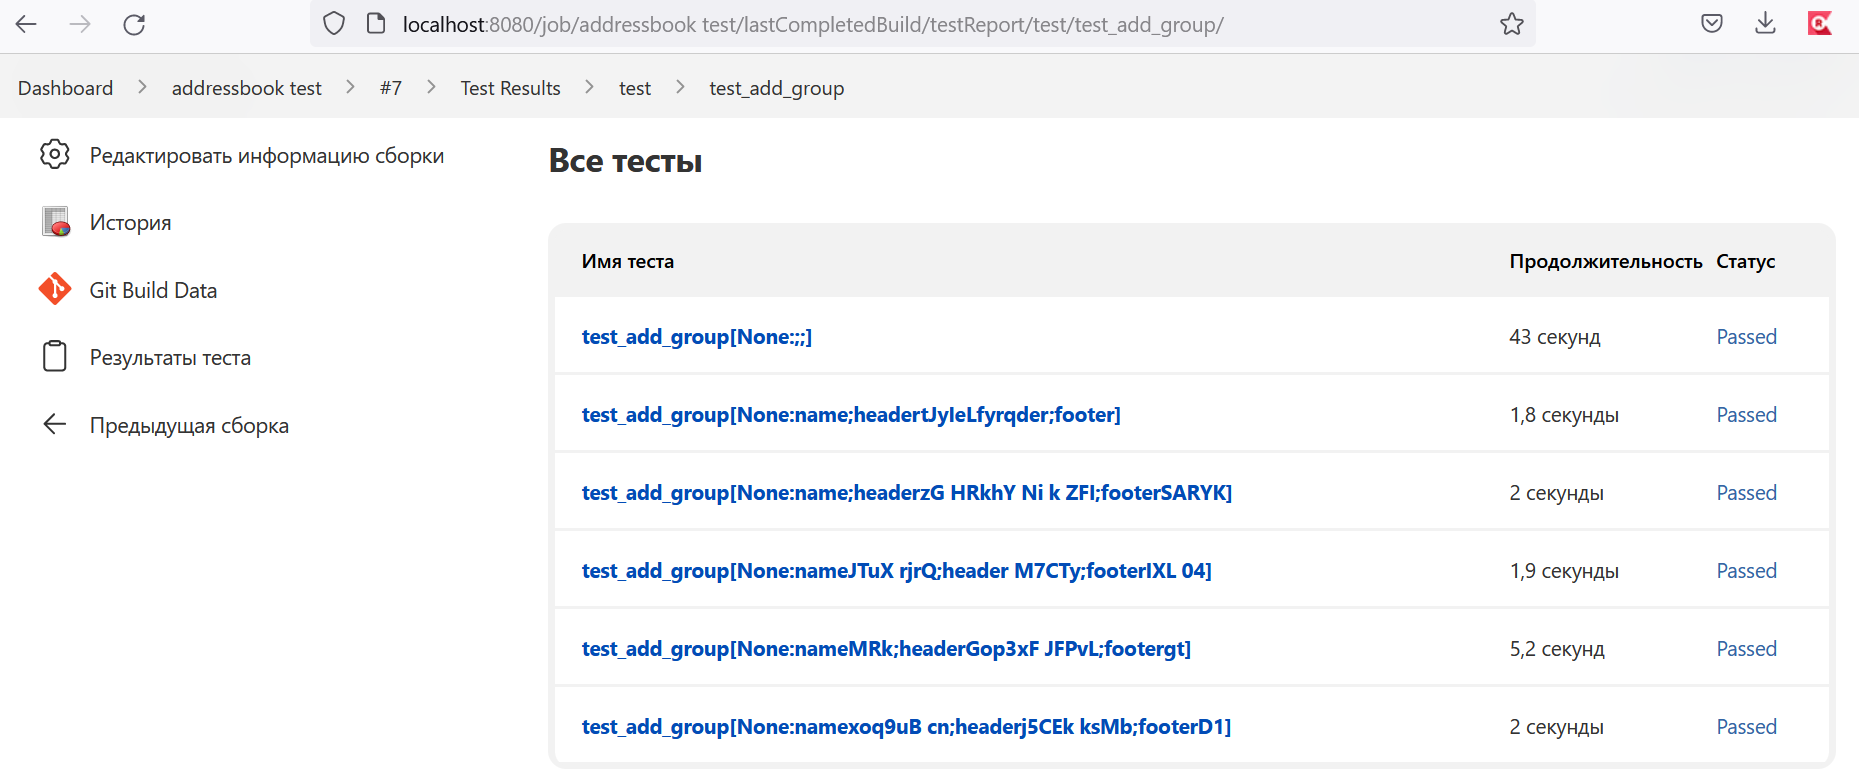 localhost:8080/job/addressbook test/lastCompletedBuild/testReport/test/test_add_group/
Dashboard > addressbook test > #7 > Test Results > test > test_add_group
Редактировать информацию сборки
История
Git Build Data
Результаты теста
Предыдущая сборка
Все тесты
Имя теста Продолжительность Статус
test_add_group[None:;;] 43 секунд Passed
test_add_group[None:name;headertJyIeLfyrqder;footer] 1,8 секунды Passed
test_add_group[None:name;headerzG HRkhY Ni k ZFI;footerSARYK] 2 секунды Passed
test_add_group[None:nameJTuX rjrQ;header M7CTy;footerIXL 04] 1,9 секунды Passed
test_add_group[None:nameMRk;headerGop3xF JFPvL;footergt] 5,2 секунд Passed
test_add_group[None:namexoq9uB cn;headerj5CEk ksMb;footerD1] 2 секунды Passed